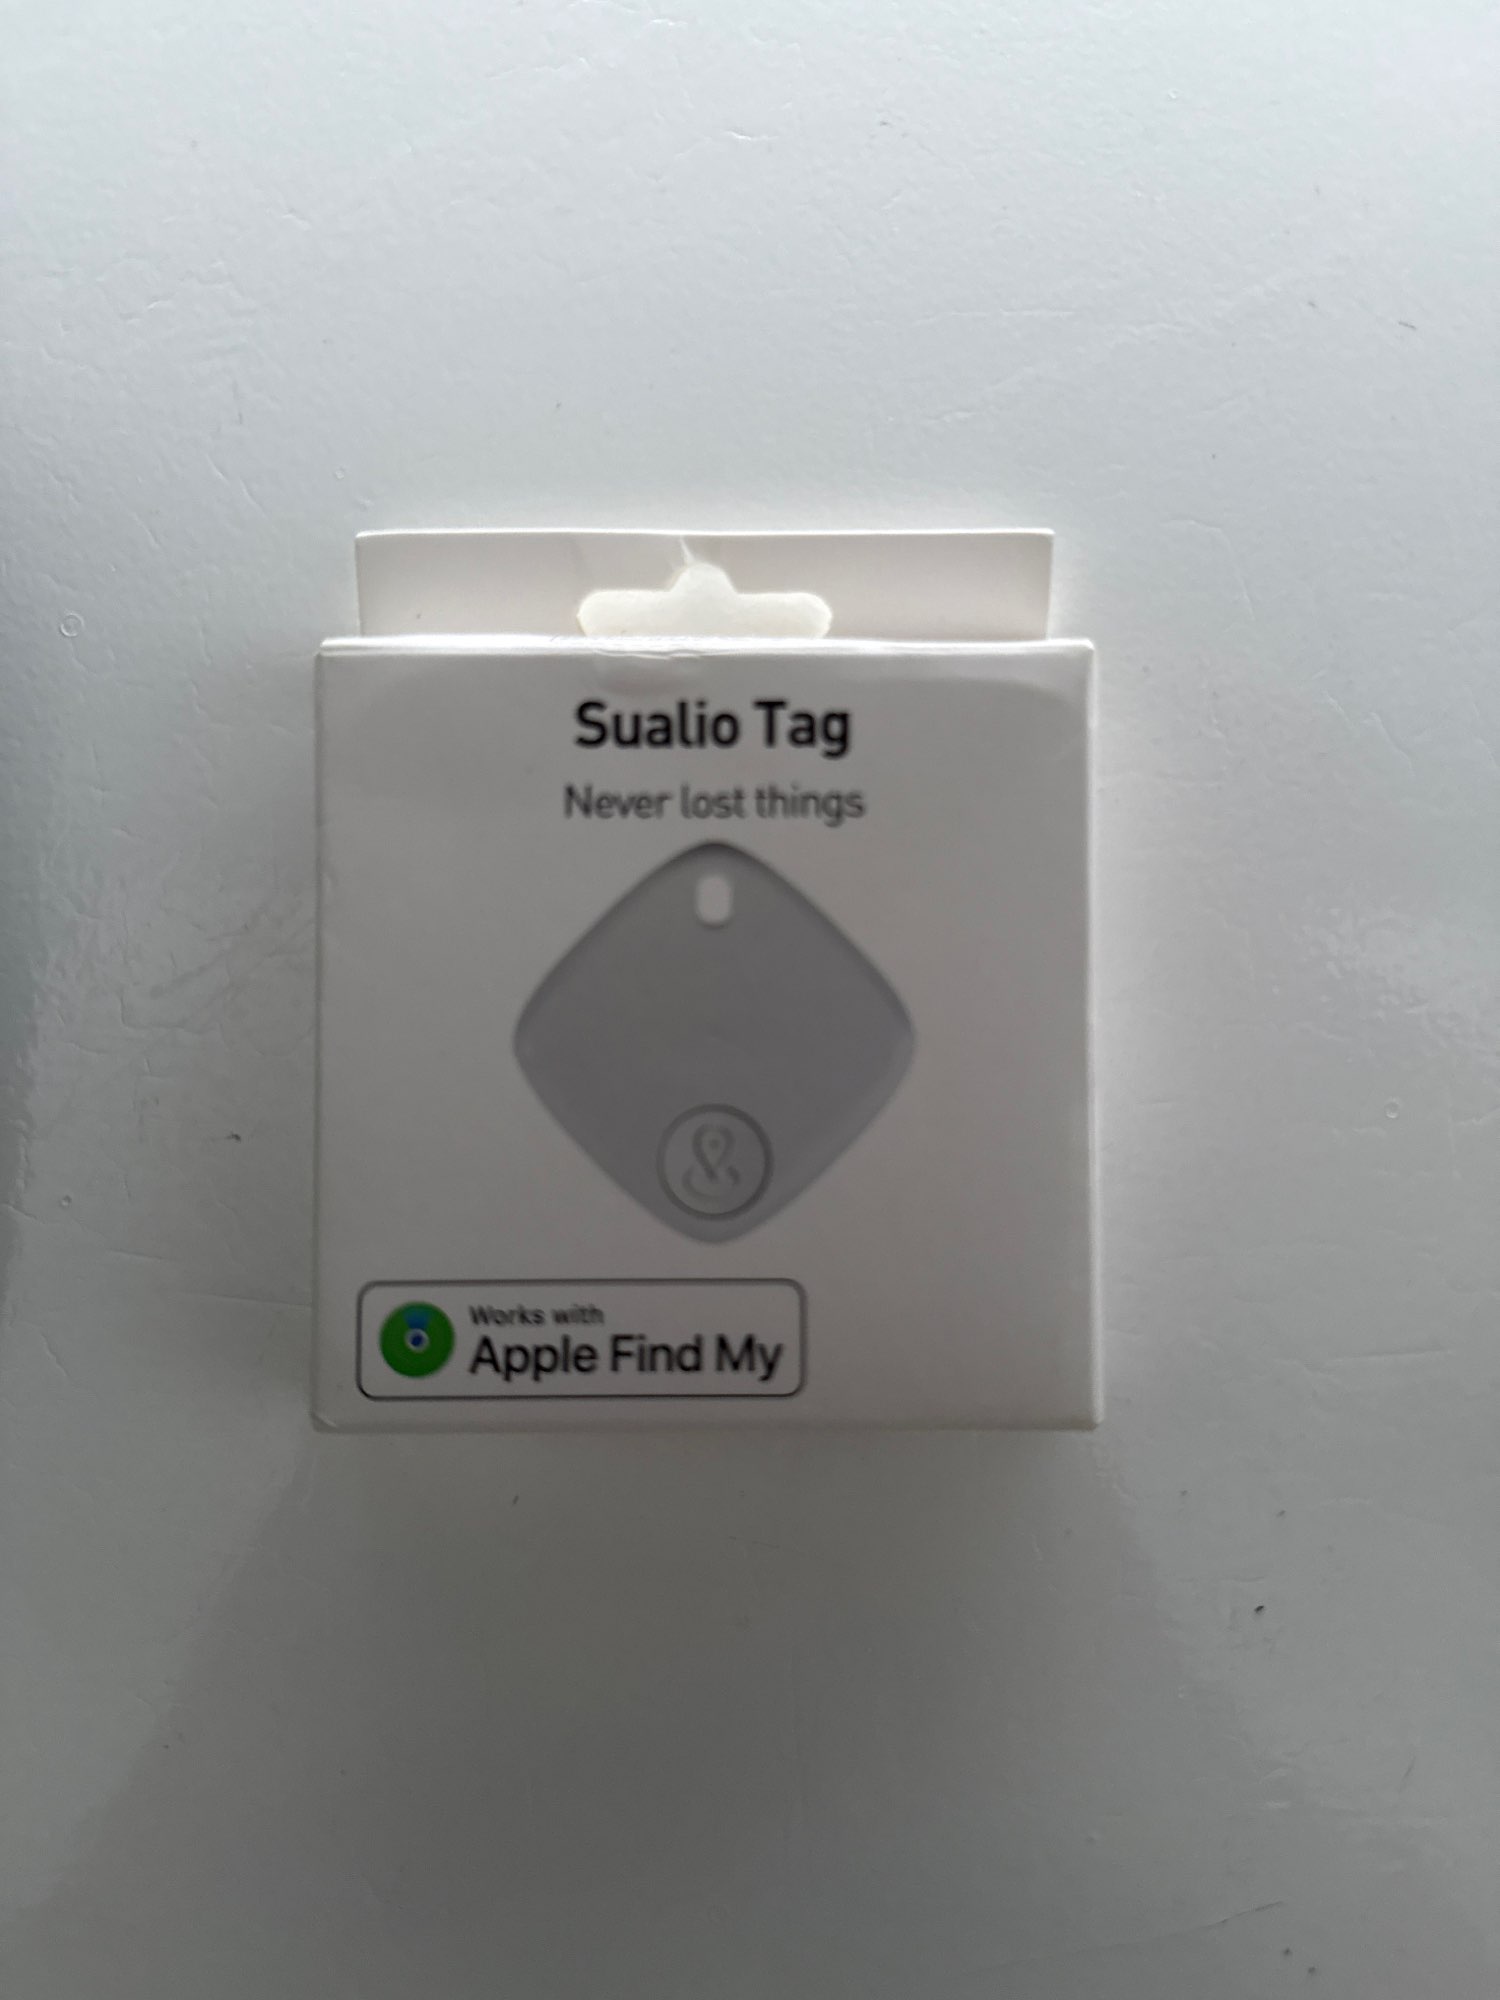 Sualio Tag
Never lost things
Works with
Apple Find My